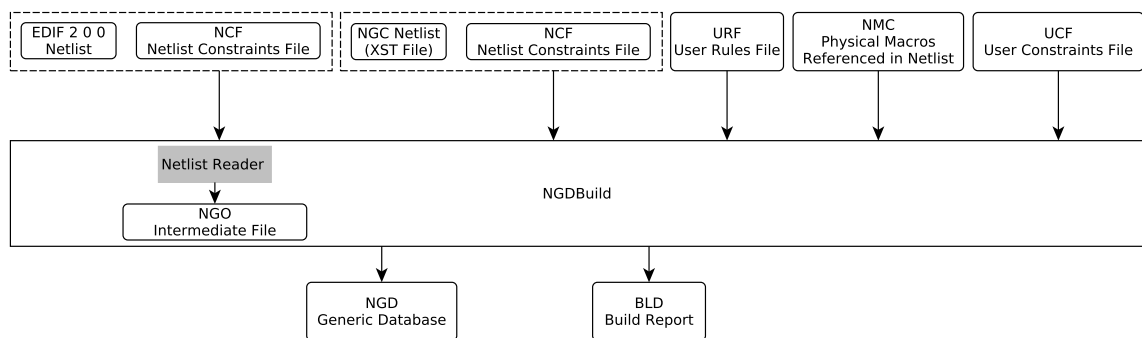 EDIF 2 0 0
Netlist
NCF
Netlist Constraints File
NGC Netlist
(XST File)
NCF
Netlist Constraints File
URF
User Rules File
NMC
Physical Macros
Referenced in Netlist
UCF
User Constraints File
Netlist Reader
NGO
Intermediate File
NGDBuild
NGD
Generic Database
BLD
Build Report